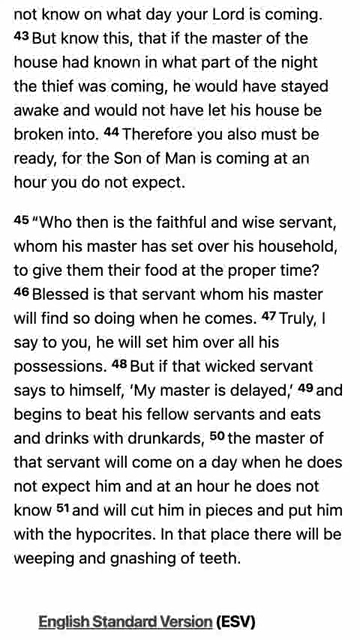 not know on what day your Lord is coming.
43 But know this, that if the master of the
house had known in what part of the night
the thief was coming, he would have stayed
awake and would not have let his house be
broken into. 44 Therefore you also must be
ready, for the Son of Man is coming at an
hour you do not expect.
45 “Who then is the faithful and wise servant,
whom his master has set over his household,
to give them their food at the proper time?
46 Blessed is that servant whom his master
will find so doing when he comes. 47 Truly, I
say to you, he will set him over all his
possessions. 48 But if that wicked servant
says to himself, ‘My master is delayed,’ 49 and
begins to beat his fellow servants and eats
and drinks with drunkards, 50 the master of
that servant will come on a day when he does
not expect him and at an hour he does not
know 51 and will cut him in pieces and put him
with the hypocrites. In that place there will be
weeping and gnashing of teeth.
English Standard Version (ESV)